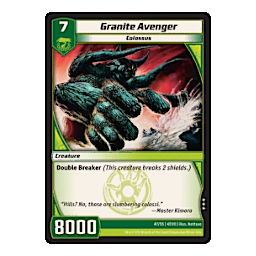 7
Granite Avenger
Colossus
Creature
Double Breaker (This creature breaks 2 shields.)
"Hills? No, those are slumbering colossi."
—Master Kimora
8000